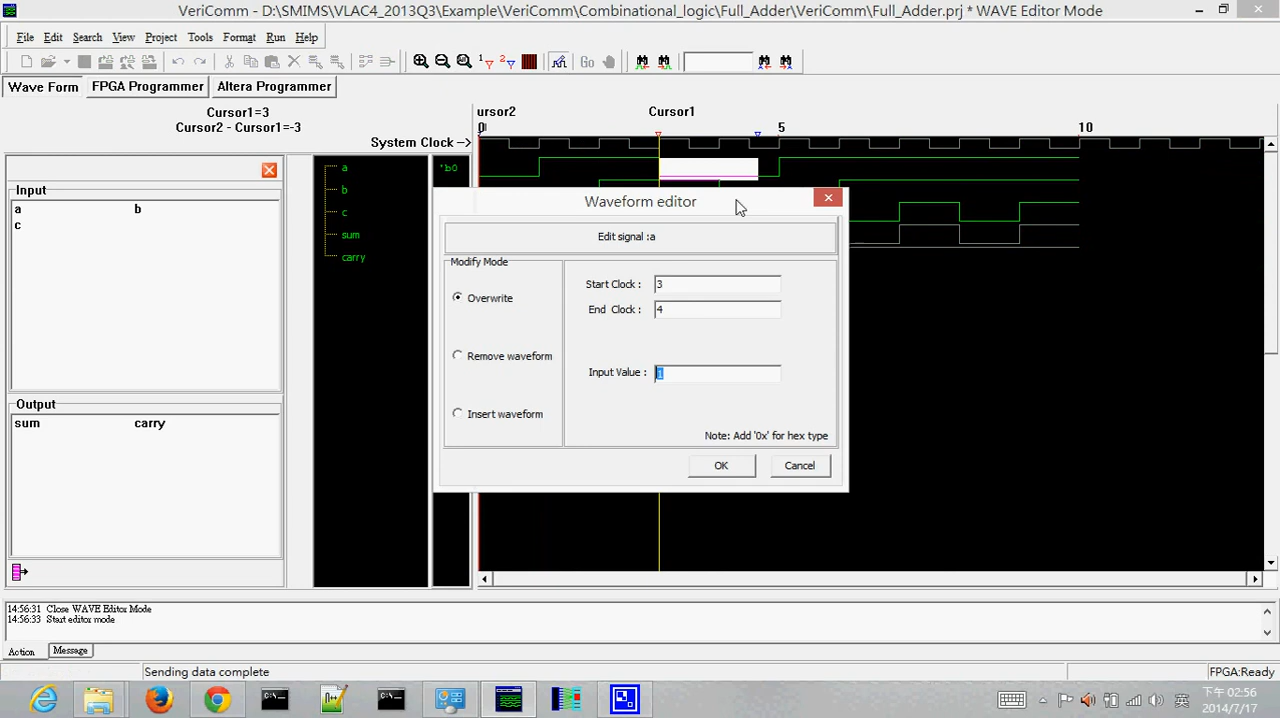 VeriComm - D:\SMIMS\VLAC4_2013Q3\Example\VeriComm\Combinational_logic\Full_Adder\VeriComm\Full_Adder.prj * WAVE Editor Mode
File Edit Search View Project Tools Format Run Help
Go
Wave Form FPGA Programmer Altera Programmer
Cursor1=3
Cursor2 - Cursor1=-3
ursor2 Cursor1
0 5 10
System Clock ->
Input
a b
c
Output
sum carry
a 'b0
b
c
sum
carry
Waveform editor
Edit signal :a
Modify Mode
Overwrite
Remove waveform
Insert waveform
Start Clock : 3
End Clock : 4
Input Value : 1
Note: Add '0x' for hex type
OK Cancel
14:56:31 Close WAVE Editor Mode
14:56:33 Start editor mode
Action Message
Sending data complete FPGA:Ready
英 下午 02:56
2014/7/17